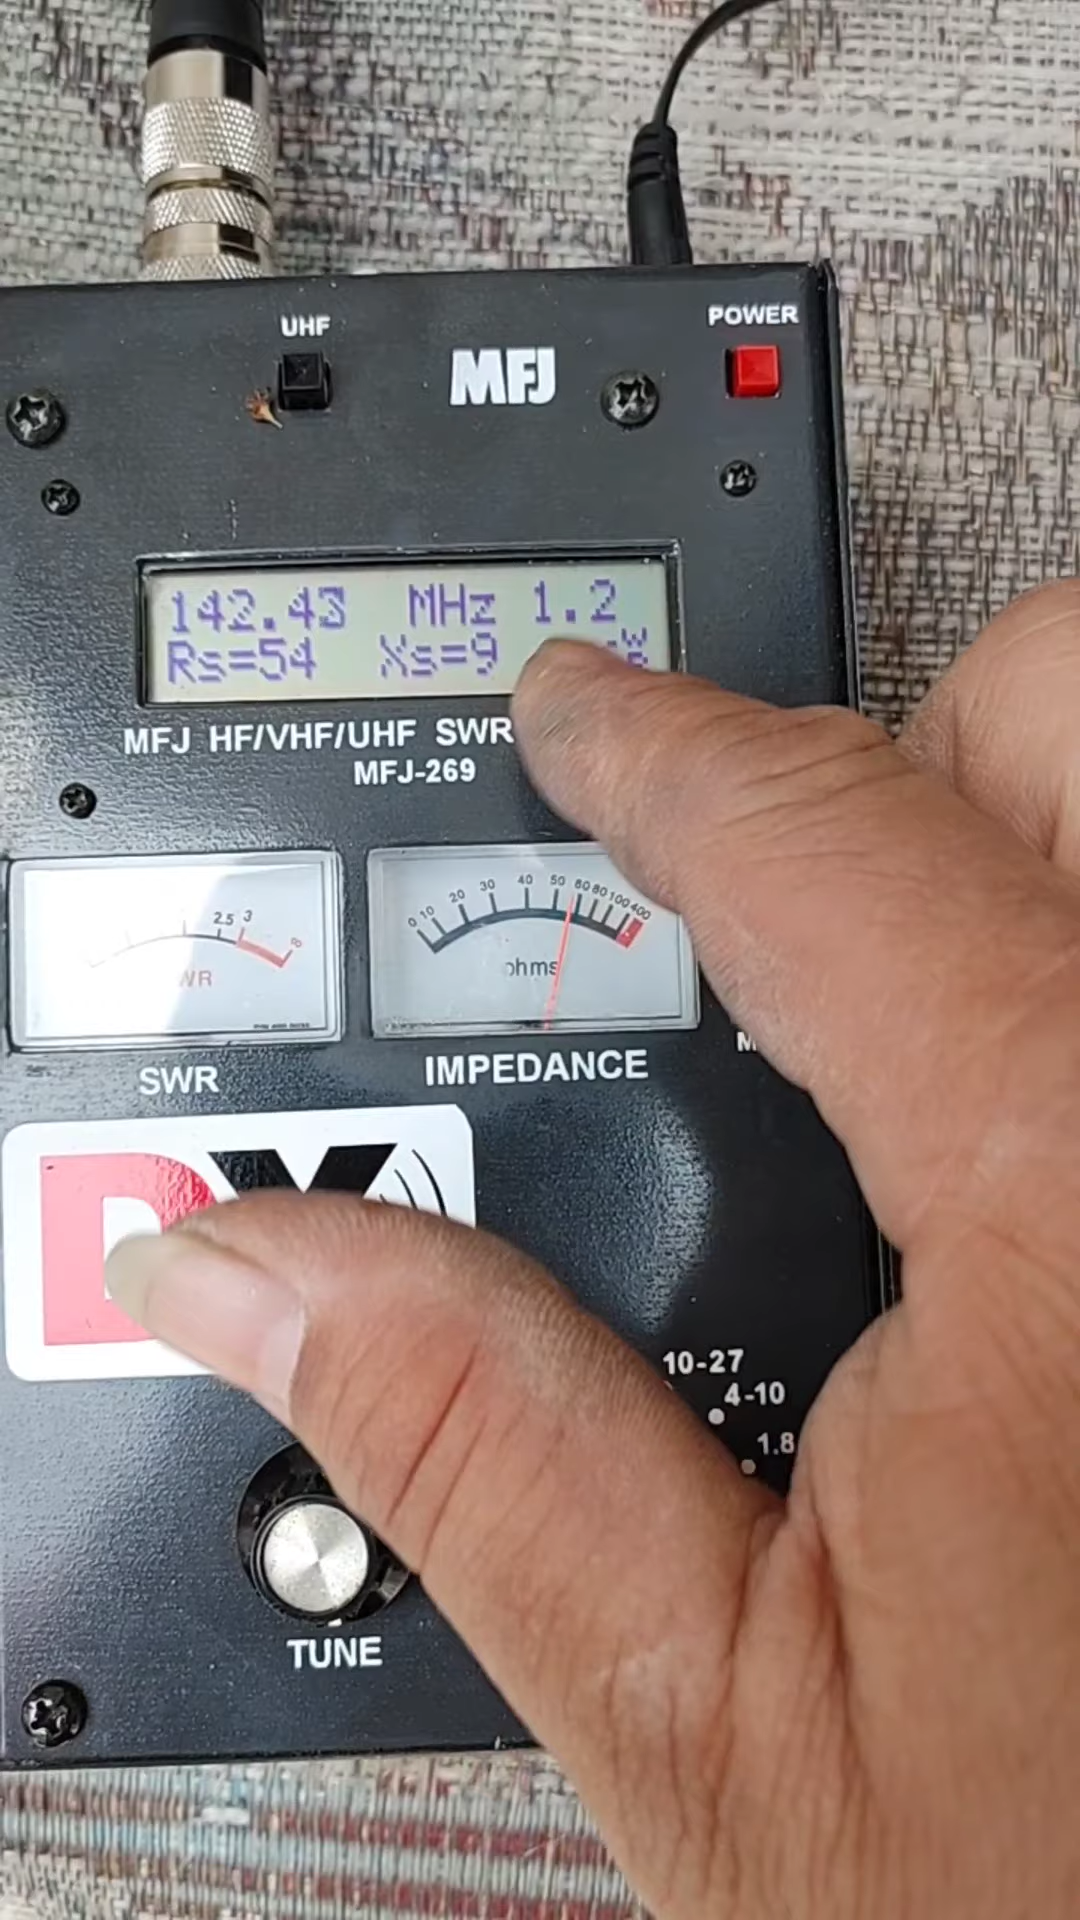 UHF
MFJ
POWER
142.43 MHz 1.2
Rs=54 Xs=9
MFJ HF/VHF/UHF SWR
MFJ-269
2.5 3
8
0 10 20 30 40 50 60 80 100 400
ohms
SWR
IMPEDANCE
DX
10-27
4-10
1.8
TUNE